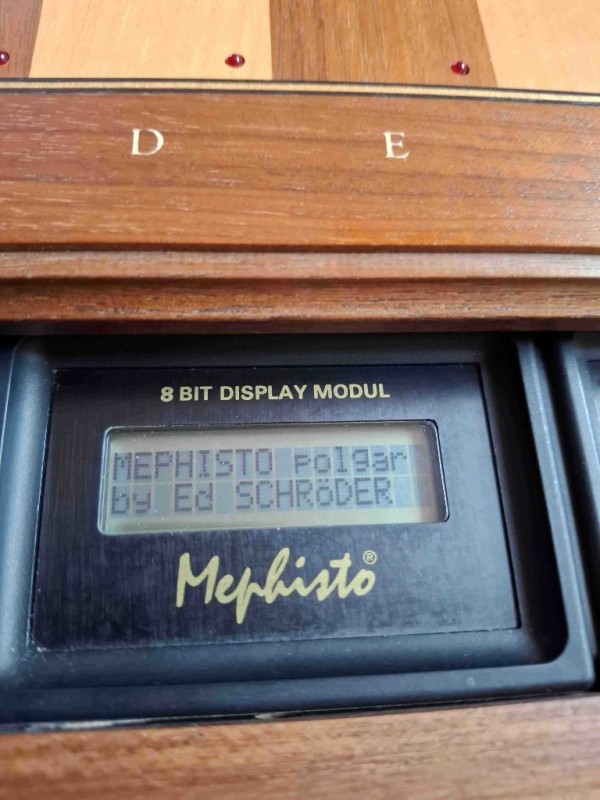 D E
8 BIT DISPLAY MODUL
MEPHISTO polgar
by Ed SCHRöDER
Mephisto®